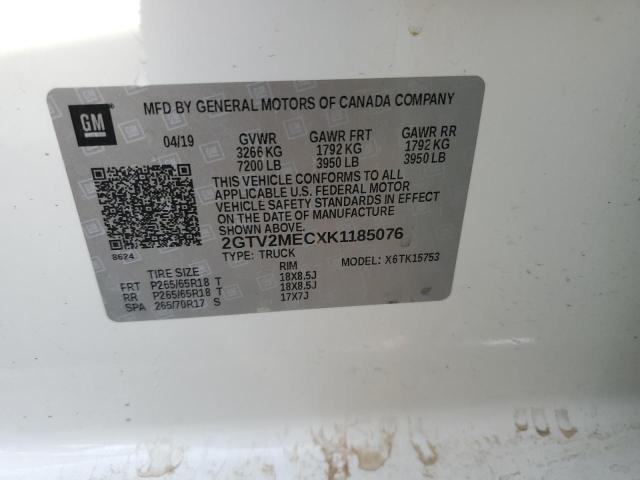 GM
MFD BY GENERAL MOTORS OF CANADA COMPANY
04/19 GVWR GAWR FRT GAWR RR
3266 KG 1792 KG 1792 KG
7200 LB 3950 LB 3950 LB
THIS VEHICLE CONFORMS TO ALL
APPLICABLE U.S. FEDERAL MOTOR
VEHICLE SAFETY STANDARDS IN EFFECT
ON THE DATE OF MANUFACTURE
SHOWN ABOVE.
2GTV2MECXK1185076
8624 TYPE: TRUCK MODEL: X6TK15753
TIRE SIZE RIM
FRT P265/65R18 T 18X8.5J
RR P265/65R18 T 18X8.5J
SPA 265/70R17 S 17X7J